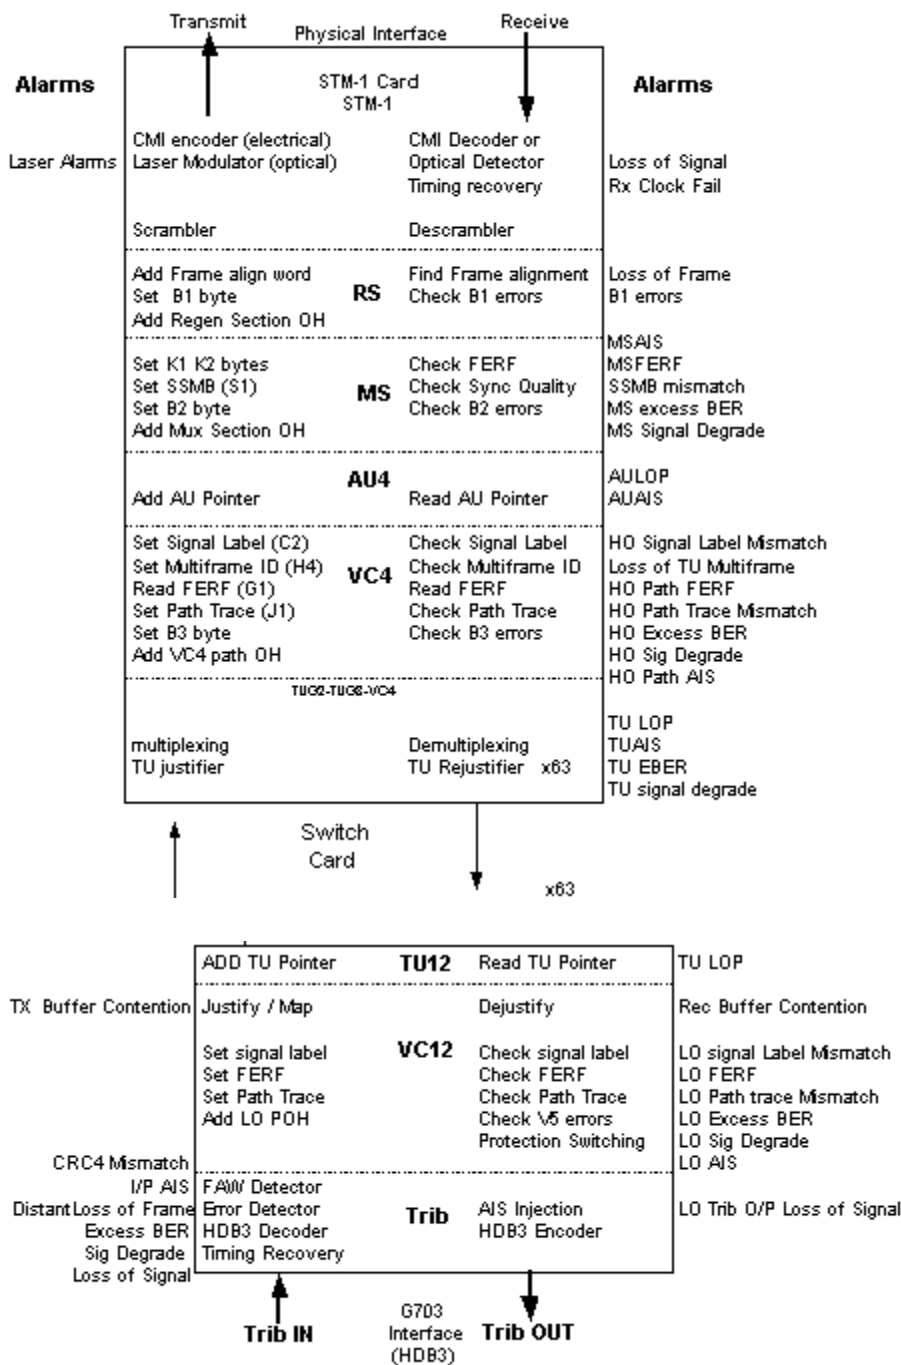 Transmit
Receive
Physical Interface
Alarms
Alarms
STM-1 Card
STM-1
CMI encoder (electrical)
CMI Decoder or
Laser Alarms
Laser Modulator (optical)
Optical Detector
Loss of Signal
Timing recovery
Rx Clock Fail
Scrambler
Descrambler
Add Frame align word
Find Frame alignment
Loss of Frame
Set B1 byte
RS
Check B1 errors
B1 errors
Add Regen Section OH
MSAIS
Set K1 K2 bytes
Check FERF
MSFERF
Set SSMB (S1)
MS
Check Sync Quality
SSMB mismatch
Set B2 byte
Check B2 errors
MS excess BER
Add Mux Section OH
MS Signal Degrade
AU4
AULOP
Add AU Pointer
Read AU Pointer
AUAIS
Set Signal Label (C2)
Check Signal Label
HO Signal Label Mismatch
Set Multiframe ID (H4)
VC4
Check Multiframe ID
Loss of TU Multiframe
Read FERF (G1)
Read FERF
HO Path FERF
Set Path Trace (J1)
Check Path Trace
HO Path Trace Mismatch
Set B3 byte
Check B3 errors
HO Excess BER
Add VC4 path OH
HO Sig Degrade
HO Path AIS
TUG2-TUG3-VC4
TU LOP
multiplexing
Demultiplexing
TUAIS
TU justifier
TU Rejustifier x63
TU EBER
TU signal degrade
Switch
Card
x63
ADD TU Pointer
TU12
Read TU Pointer
TU LOP
TX Buffer Contention
Justify / Map
Dejustify
Rec Buffer Contention
VC12
Set signal label
Check signal label
LO signal Label Mismatch
Set FERF
Check FERF
LO FERF
Set Path Trace
Check Path Trace
LO Path trace Mismatch
Add LO POH
Check V5 errors
LO Excess BER
Protection Switching
LO Sig Degrade
CRC4 Mismatch
LO AIS
I/P AIS
FAW Detector
DistantLoss of Frame
Error Detector
Trib
AIS Injection
LO Trib O/P Loss of Signal
Excess BER
HDB3 Decoder
HDB3 Encoder
Sig Degrade
Timing Recovery
Loss of Signal
Trib IN
G703
Interface
(HDB3)
Trib OUT